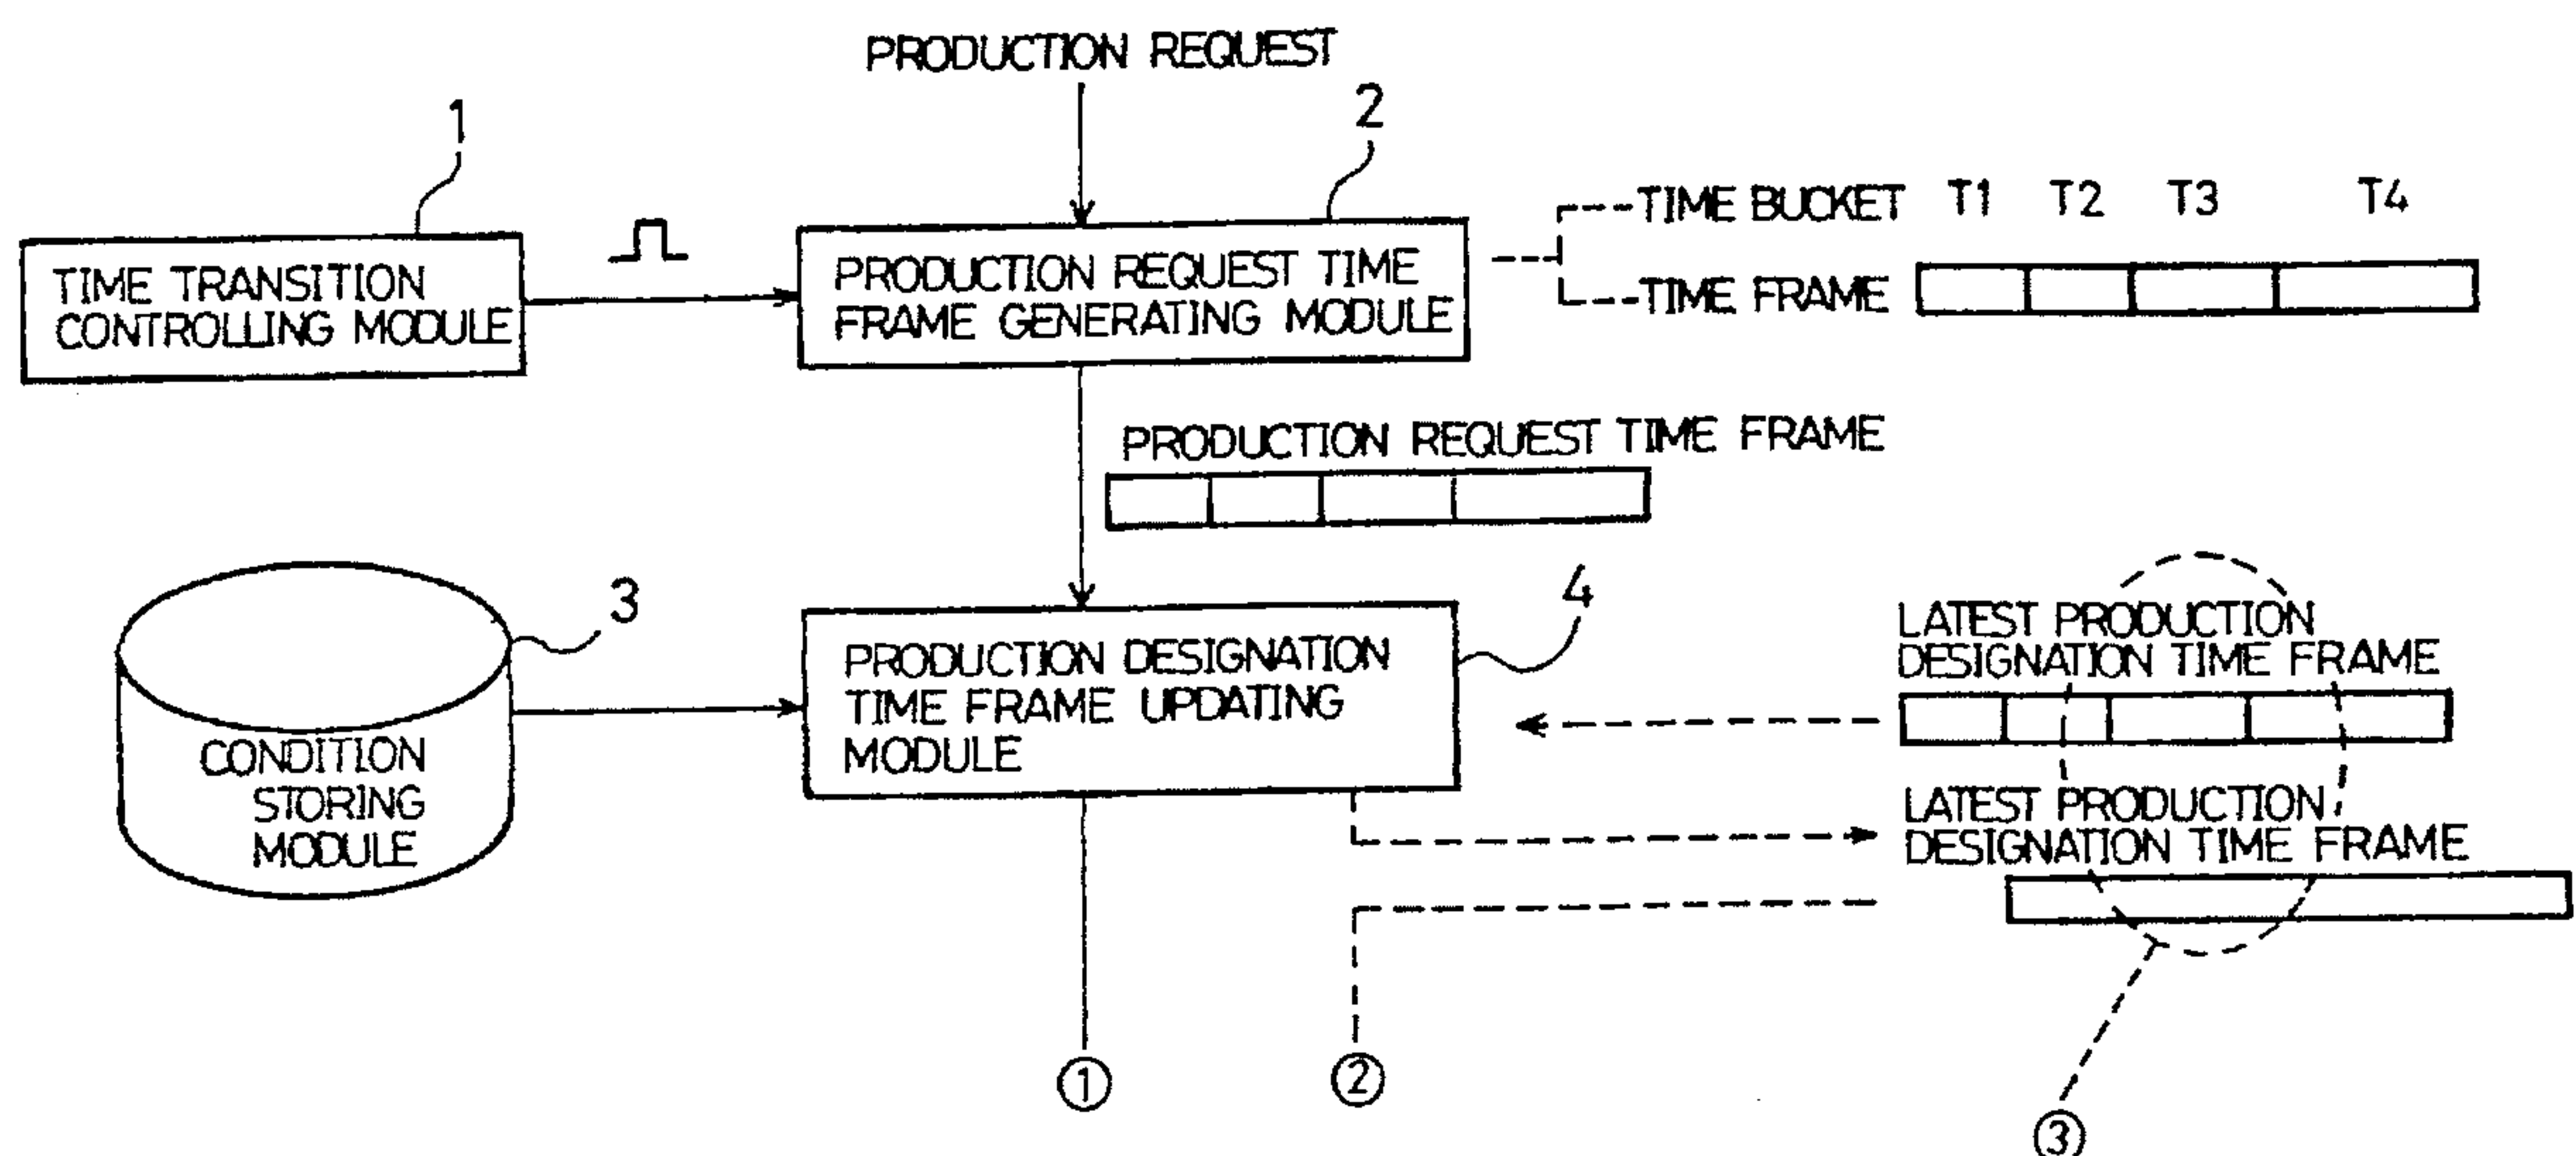 PRODUCTION REQUEST
1
2
TIME TRANSITION
CONTROLLING MODULE
PRODUCTION REQUEST TIME
FRAME GENERATING MODULE
TIME BUCKET T1 T2 T3 T4
TIME FRAME
PRODUCTION REQUEST TIME FRAME
3
CONDITION
STORING
MODULE
4
PRODUCTION DESIGNATION
TIME FRAME UPDATING
MODULE
LATEST PRODUCTION
DESIGNATION TIME FRAME
LATEST PRODUCTION
DESIGNATION TIME FRAME
①
②
③